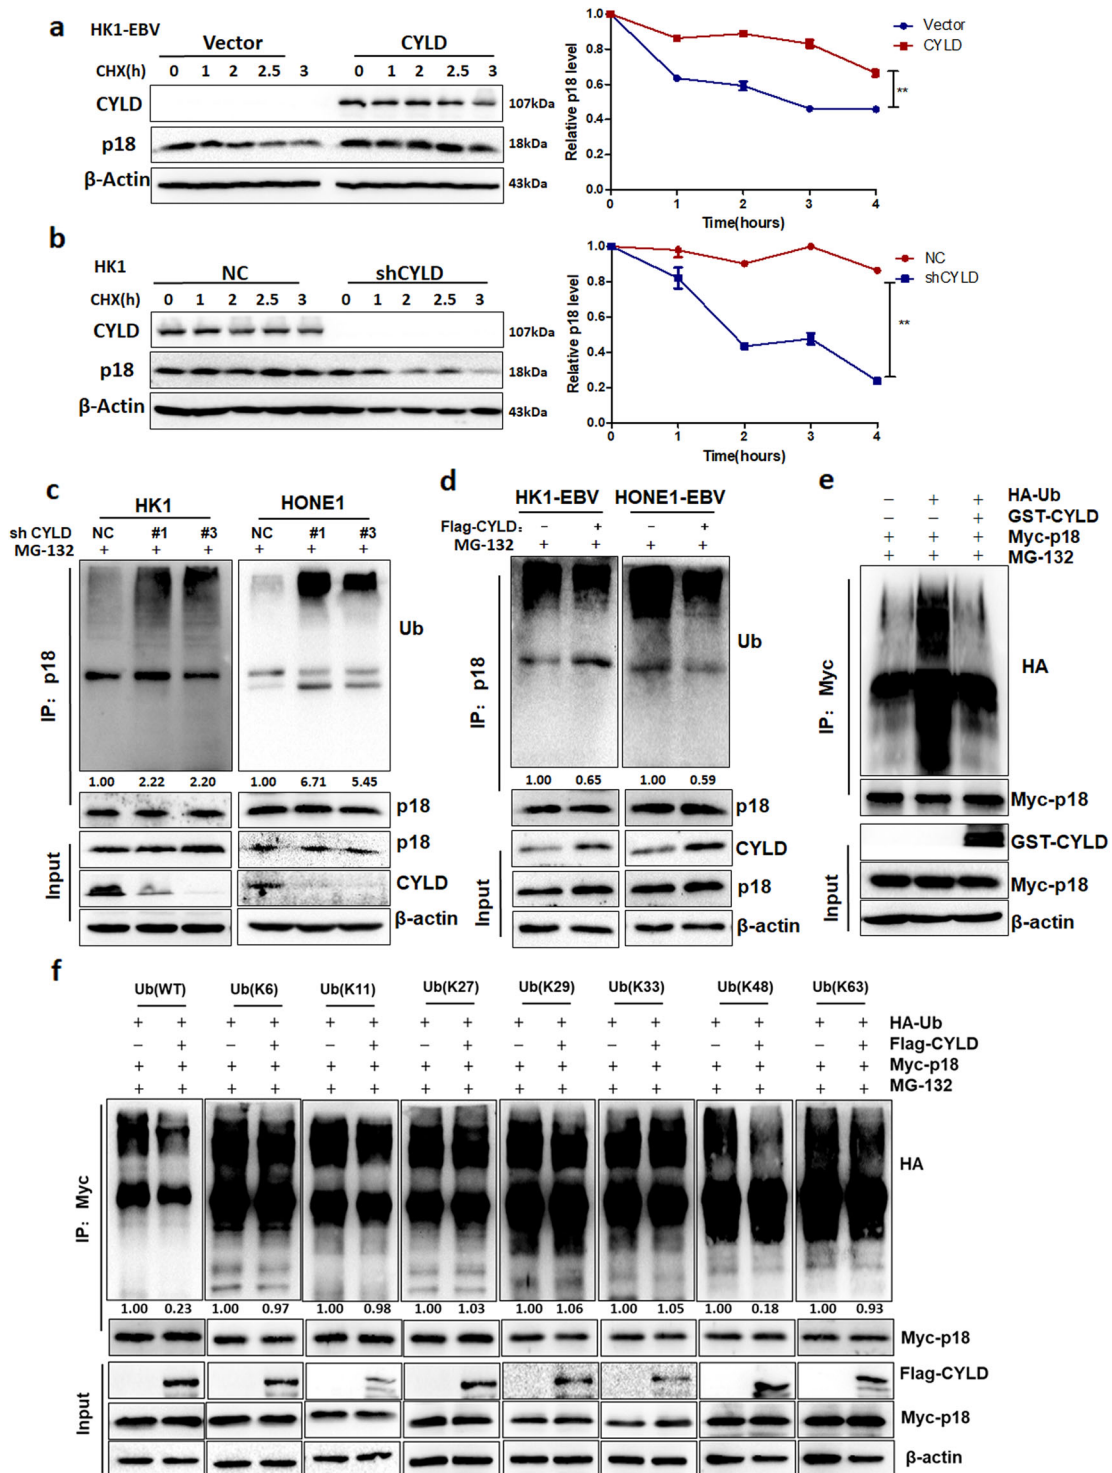 a
HK1-EBV
Vector CYLD
CHX(h) 0 1 2 2.5 3 0 1 2 2.5 3
CYLD 107kDa
p18 18kDa
β-Actin 43kDa
Relative p18 level
1.0
0.8
0.6
0.4
0.2
0.0
0 1 2 3 4
Time(hours)
Vector
CYLD
**
b
HK1
NC shCYLD
CHX(h) 0 1 2 2.5 3 0 1 2 2.5 3
CYLD 107kDa
p18 18kDa
β-Actin 43kDa
Relative p18 level
1.0
0.8
0.6
0.4
0.2
0.0
0 1 2 3 4
Time(hours)
NC
shCYLD
**
c
HK1 HONE1
sh CYLD NC #1 #3 NC #1 #3
MG-132 + + + + + +
IP: p18
Ub
1.00 2.22 2.20 1.00 6.71 5.45
p18
Input
p18
CYLD
β-actin
d
HK1-EBV HONE1-EBV
Flag-CYLD: – + – +
MG-132 + + + +
IP: p18
Ub
1.00 0.65 1.00 0.59
p18
Input
CYLD
p18
β-actin
e
– + + HA-Ub
– – + GST-CYLD
+ + + Myc-p18
+ + + MG-132
IP: Myc
HA
Myc-p18
Input
GST-CYLD
Myc-p18
β-actin
f
Ub(WT) Ub(K6) Ub(K11) Ub(K27) Ub(K29) Ub(K33) Ub(K48) Ub(K63)
+ + + + + + + + + + + + + + + + HA-Ub
– + – + – + – + – + – + – + – + Flag-CYLD
+ + + + + + + + + + + + + + + + Myc-p18
+ + + + + + + + + + + + + + + + MG-132
IP: Myc
HA
1.00 0.23 1.00 0.97 1.00 0.98 1.00 1.03 1.00 1.06 1.00 1.05 1.00 0.18 1.00 0.93
Myc-p18
Input
Flag-CYLD
Myc-p18
β-actin